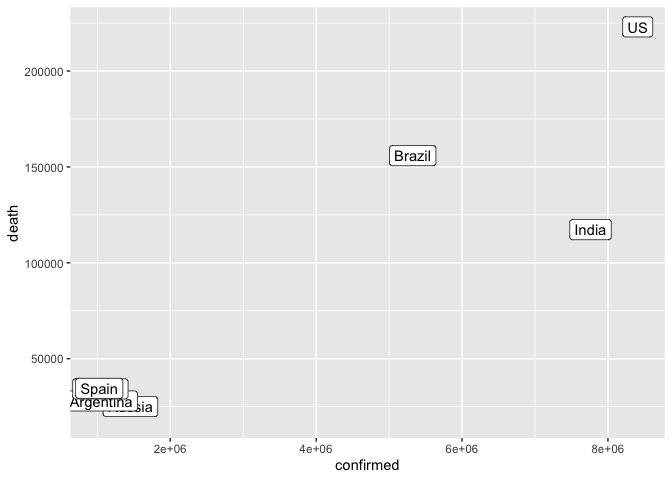 US
200000
150000
Brazil
India
100000
50000
Spain
Argentina
death
2e+06
4e+06
6e+06
8e+06
confirmed